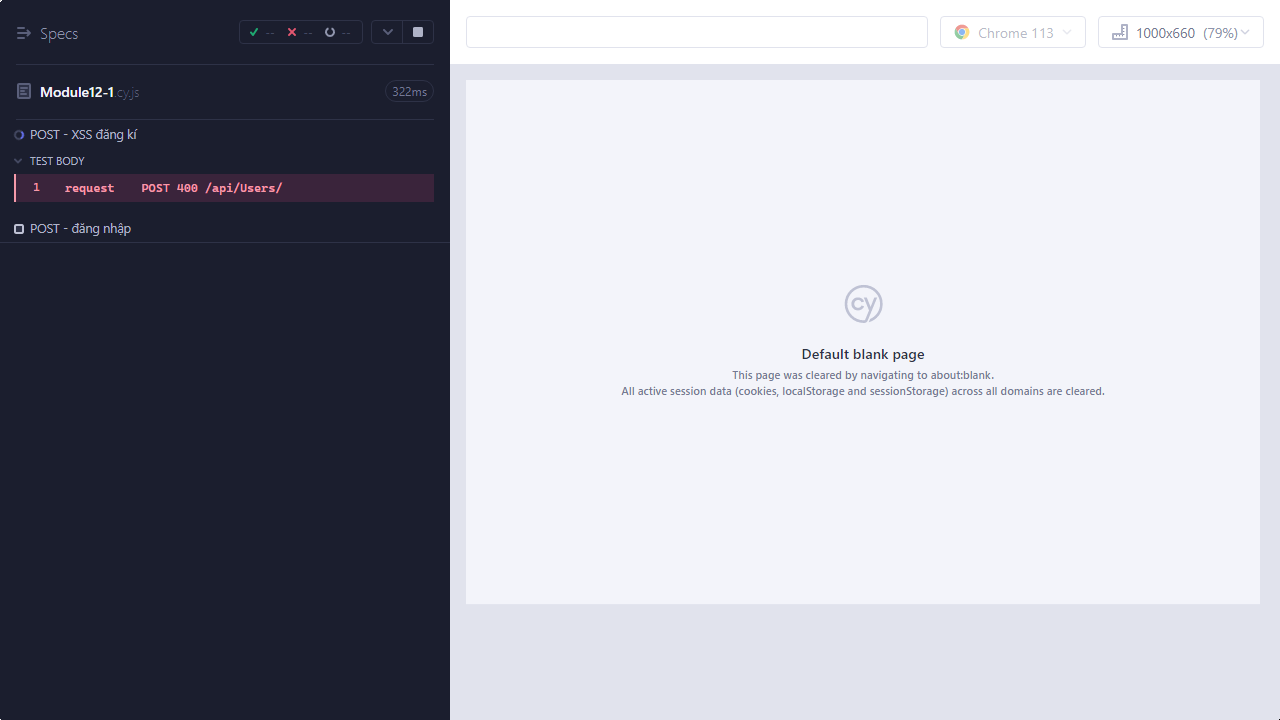 Specs
--
--
--
Chrome 113
1000x660 (79%)
Module12-1.cy.js
322ms
POST - XSS đăng kí
TEST BODY
1 request POST 400 /api/Users/
POST - đăng nhập
cy
Default blank page
This page was cleared by navigating to about:blank.
All active session data (cookies, localStorage and sessionStorage) across all domains are cleared.